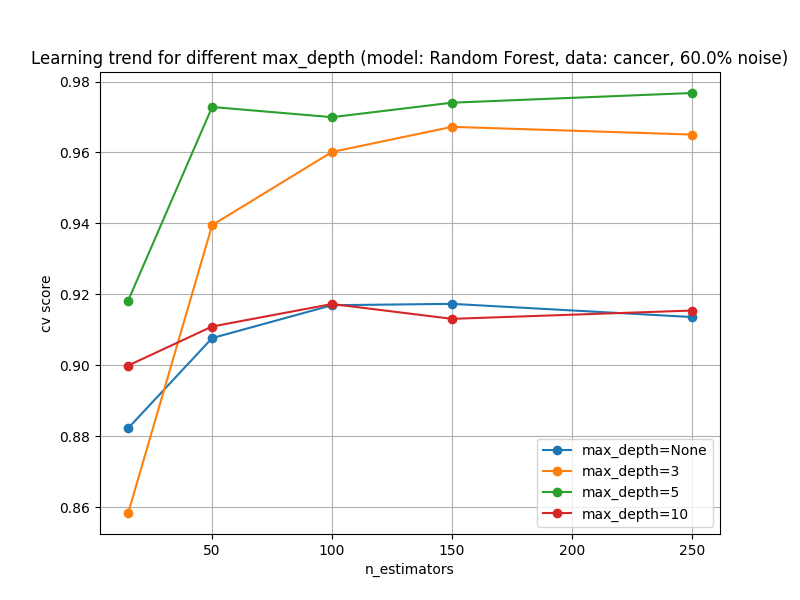 Learning trend for different max_depth (model: Random Forest, data: cancer, 60.0% noise)
0.98
0.96
0.94
0.92
0.90
0.88
0.86
cv score
50 100 150 200 250
n_estimators
max_depth=None
max_depth=3
max_depth=5
max_depth=10